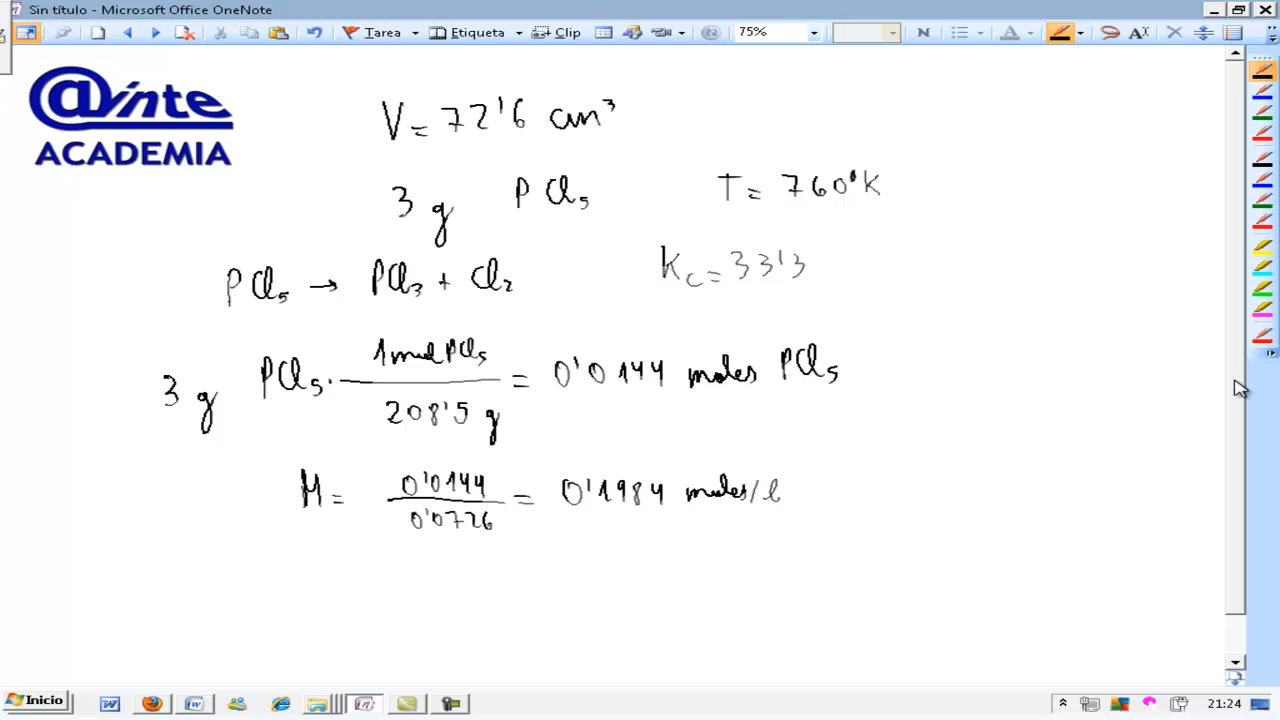 Sin título - Microsoft Office OneNote
Tarea Etiqueta Clip 75% N A
@inte
ACADEMIA
V = 72'6 cm³
3 g PCl₅ T = 760°K
PCl₅ → PCl₃ + Cl₂ Kc = 33'3
3 g PCl₅ · 1 mol PCl₅ / 208'5 g = 0'0144 moles PCl₅
M = 0'0144 / 0'0726 = 0'1984 moles/l
Inicio 21:24